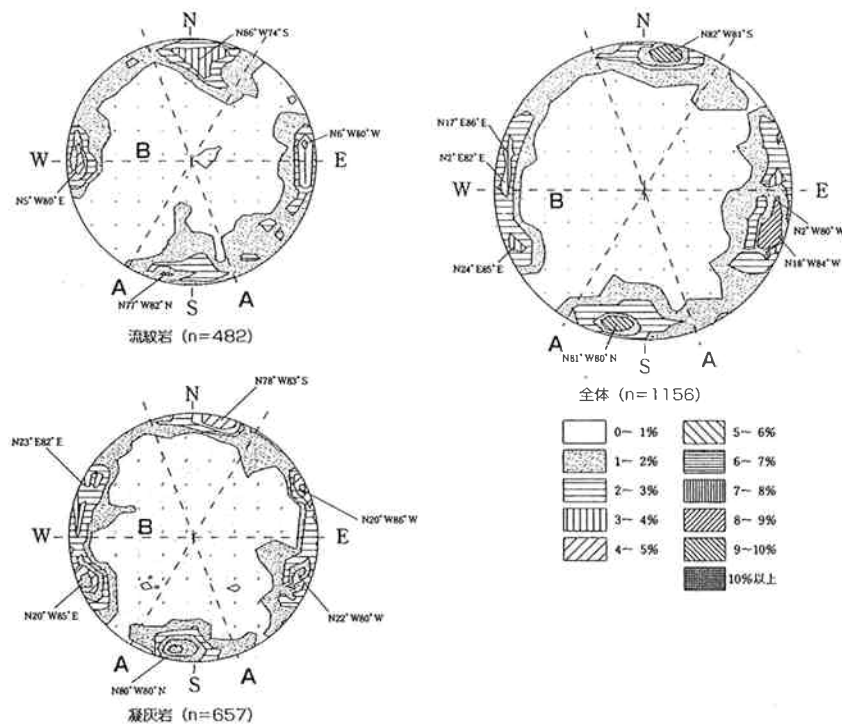 N
N86°W74°S
N6°W80°W
W
B
E
N5°W80°E
A
A
N77°W82°N
S
流紋岩 (n=482)
N82°W81°S
N17°E86°E
N2°E82°E
W
B
E
N2°W80°W
N18°W84°W
N24°E85°E
A
A
N81°W80°N
S
全体 (n=1156)
N78°W83°S
N
N23°E82°E
N20°W86°W
W
B
E
N20°W85°E
N22°W80°W
A
A
N80°W80°N
S
凝灰岩 (n=657)
0～ 1%
5～ 6%
1～ 2%
6～ 7%
2～ 3%
7～ 8%
3～ 4%
8～ 9%
4～ 5%
9～10%
10%以上